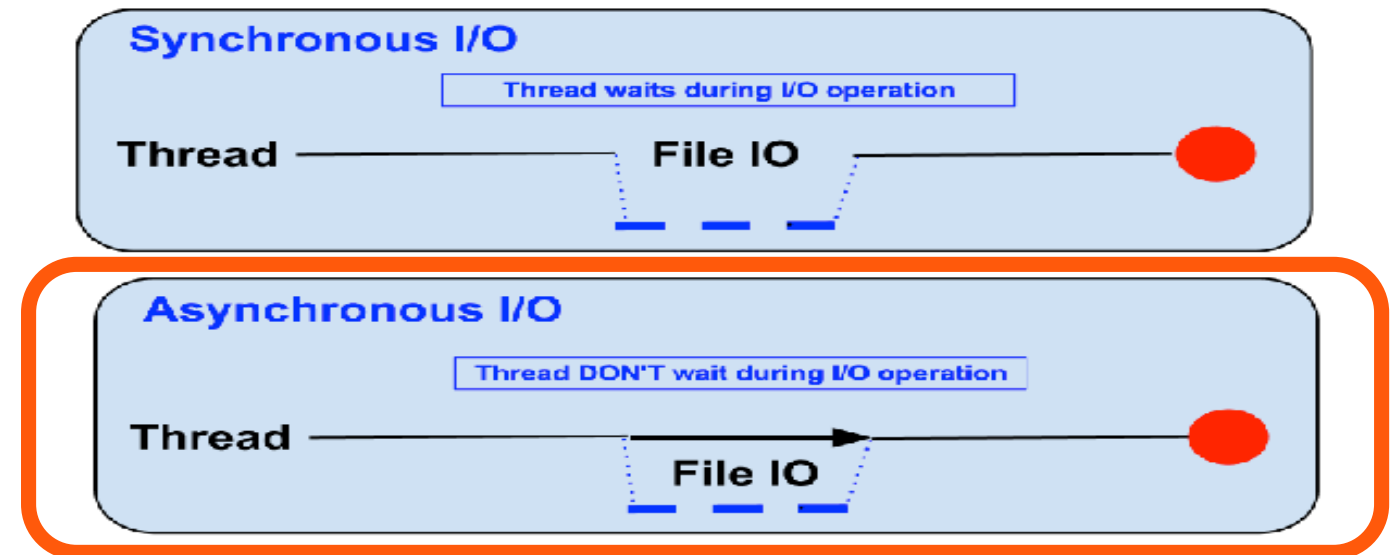 Synchronous I/O
Thread waits during I/O operation
Thread
File IO
Asynchronous I/O
Thread DON'T wait during I/O operation
Thread
File IO